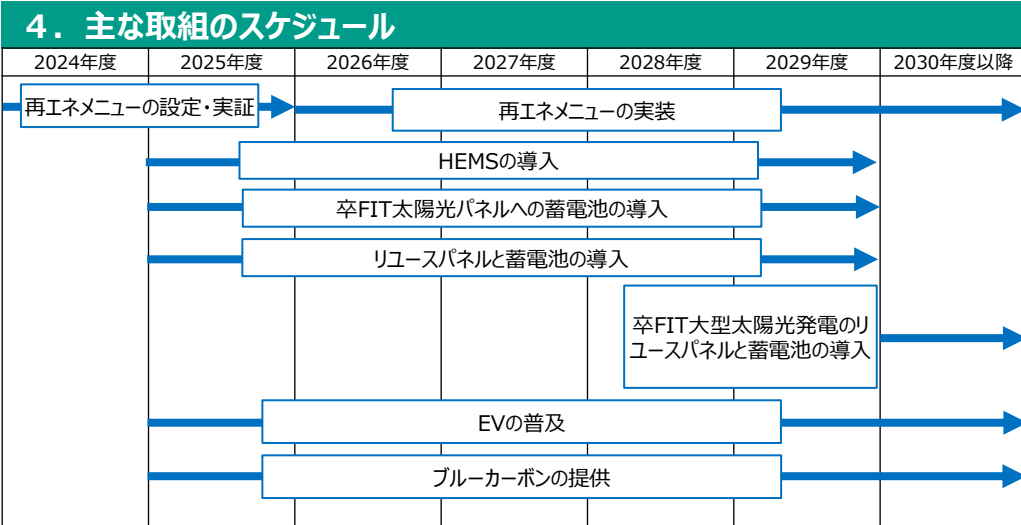 ４．主な取組のスケジュール
2024年度 2025年度 2026年度 2027年度 2028年度 2029年度 2030年度以降
再エネメニューの設定・実証
再エネメニューの実装
HEMSの導入
卒FIT太陽光パネルへの蓄電池の導入
リユースパネルと蓄電池の導入
卒FIT大型太陽光発電のリ
ユースパネルと蓄電池の導入
EVの普及
ブルーカーボンの提供